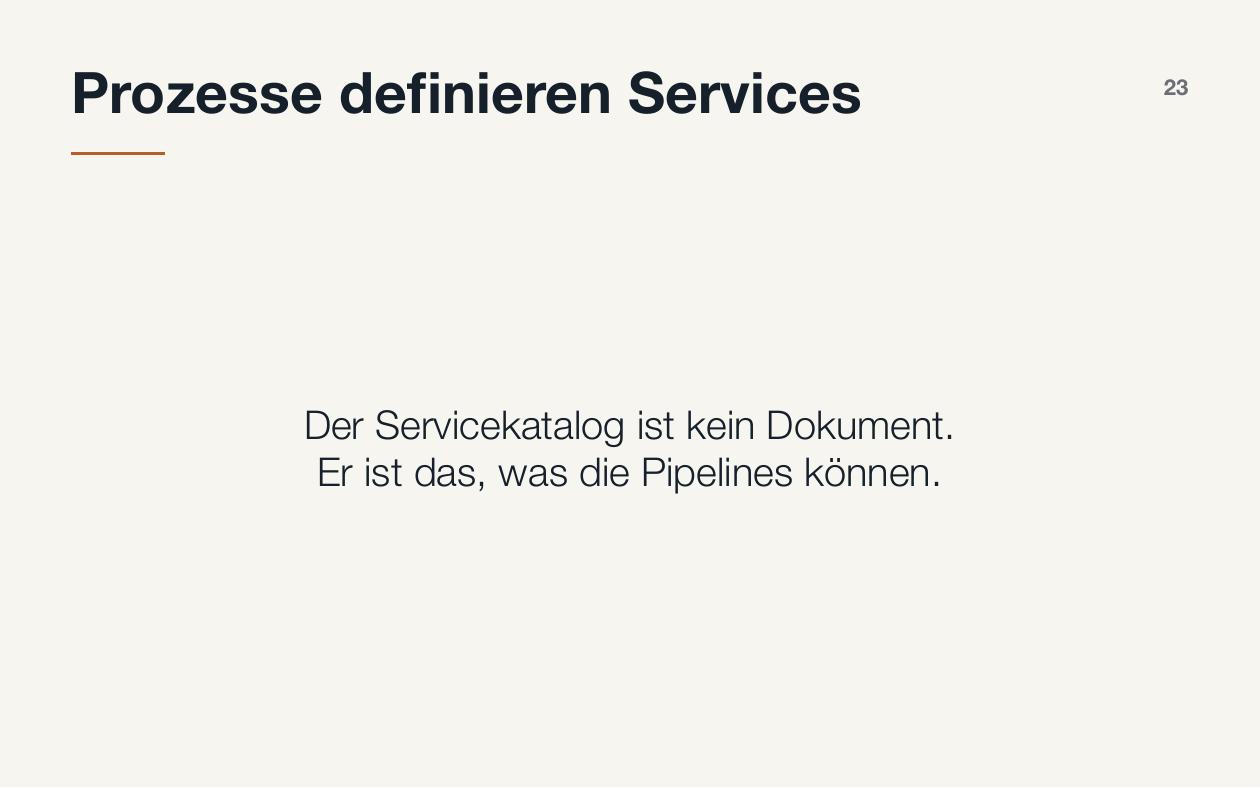 Prozesse definieren Services
23
Der Servicekatalog ist kein Dokument.
Er ist das, was die Pipelines können.